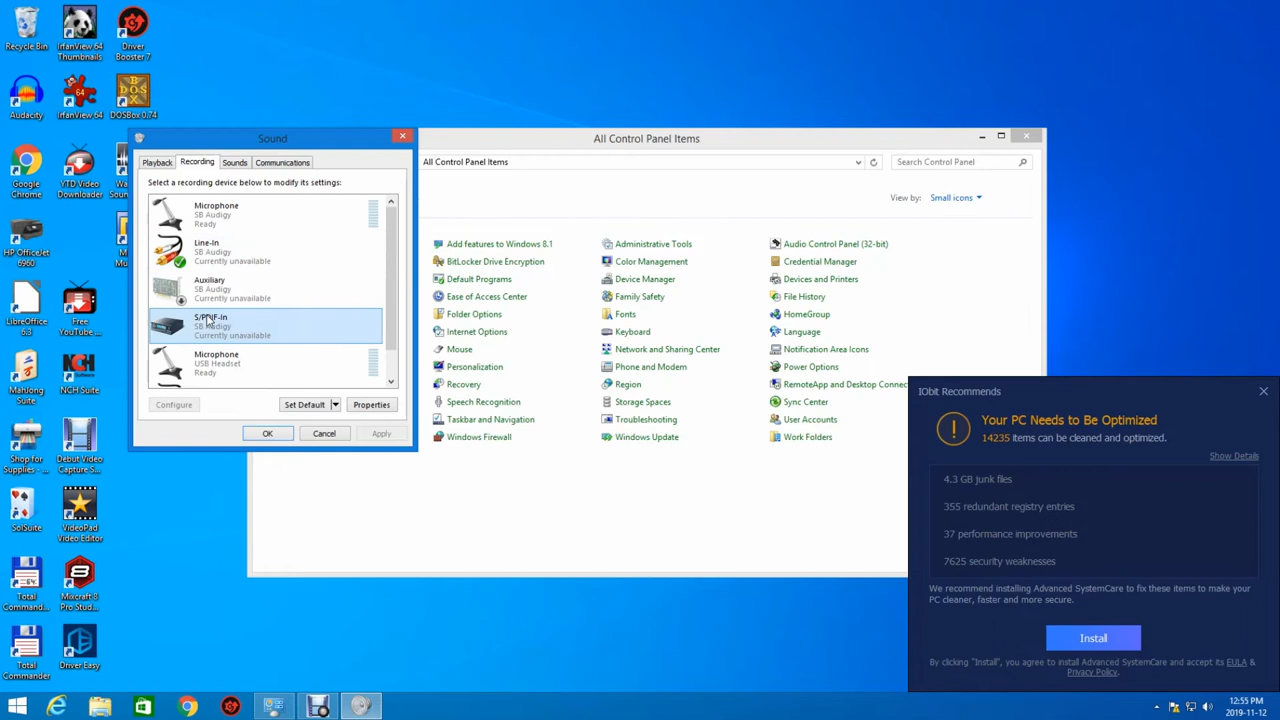 Recycle Bin
IrfanView 64
Thumbnails
Driver
Booster 7
Audacity
IrfanView 64
DOSBox 0.74
Google
Chrome
YTD Video
Downloader
HP OfficeJet
6960
LibreOffice
6.3
Free
YouTube ...
Mahjong
Suite
NCH Suite
Shop for
Supplies - ...
Debut Video
Capture S...
SolSuite
VideoPad
Video Editor
Total
Comman...
Mixcraft 8
Pro Stud...
Total
Commander
Driver Easy
Sound
Playback
Recording
Sounds
Communications
Select a recording device below to modify its settings:
Microphone
SB Audigy
Ready
Line-In
SB Audigy
Currently unavailable
Auxiliary
SB Audigy
Currently unavailable
S/PDIF-In
SB Audigy
Currently unavailable
Microphone
USB Headset
Ready
Configure
Set Default
Properties
OK
Cancel
Apply
All Control Panel Items
All Control Panel Items
Search Control Panel
View by: Small icons
Add features to Windows 8.1
Administrative Tools
Audio Control Panel (32-bit)
BitLocker Drive Encryption
Color Management
Credential Manager
Default Programs
Device Manager
Devices and Printers
Ease of Access Center
Family Safety
File History
Folder Options
Fonts
HomeGroup
Internet Options
Keyboard
Language
Mouse
Network and Sharing Center
Notification Area Icons
Personalization
Phone and Modem
Power Options
Recovery
Region
RemoteApp and Desktop Connec
Speech Recognition
Storage Spaces
Sync Center
Taskbar and Navigation
Troubleshooting
User Accounts
Windows Firewall
Windows Update
Work Folders
IObit Recommends
Your PC Needs to Be Optimized
14235 items can be cleaned and optimized.
Show Details
4.3 GB junk files
355 redundant registry entries
37 performance improvements
7625 security weaknesses
We recommend installing Advanced SystemCare to fix these items to make your
PC cleaner, faster and more secure.
Install
By clicking "Install", you agree to install Advanced SystemCare and accept its EULA &
Privacy Policy.
12:55 PM
2019-11-12